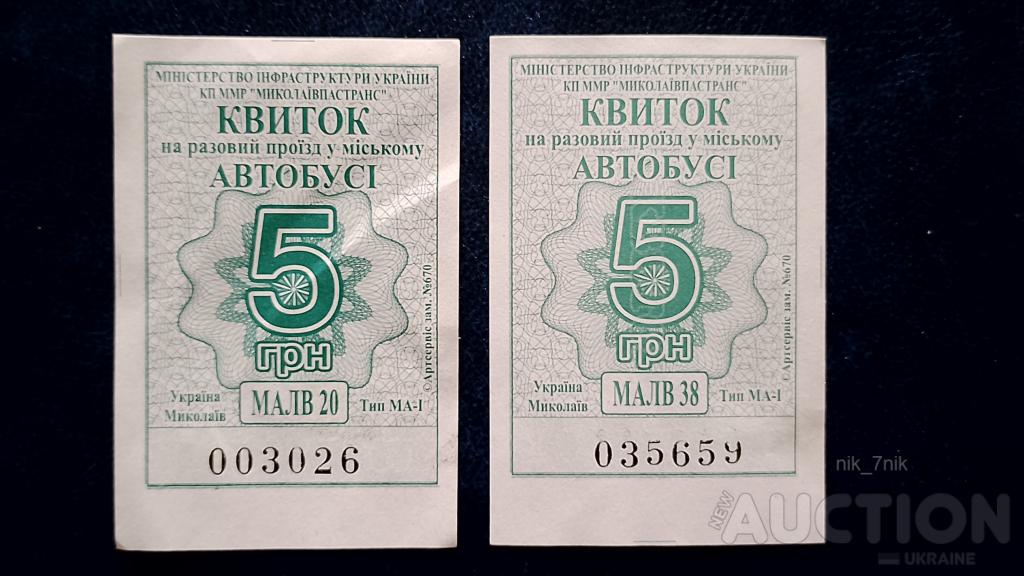 МІНІСТЕРСТВО ІНФРАСТРУКТУРИ УКРАЇНИ
КП ММР "МИКОЛАЇВПАСТРАНС"
КВИТОК
на разовий проїзд у міському
АВТОБУСІ
5
грн
© Артсервіс зам. №670
Україна
Миколаїв
МАЛВ 20
Тип МА-І
003026
МІНІСТЕРСТВО ІНФРАСТРУКТУРИ УКРАЇНИ
КП ММР "МИКОЛАЇВПАСТРАНС"
КВИТОК
на разовий проїзд у міському
АВТОБУСІ
5
грн
© Артсервіс зам. №670
Україна
Миколаїв
МАЛВ 38
Тип МА-І
035659
nik_7nik
NEW
AUCTION
UKRAINE